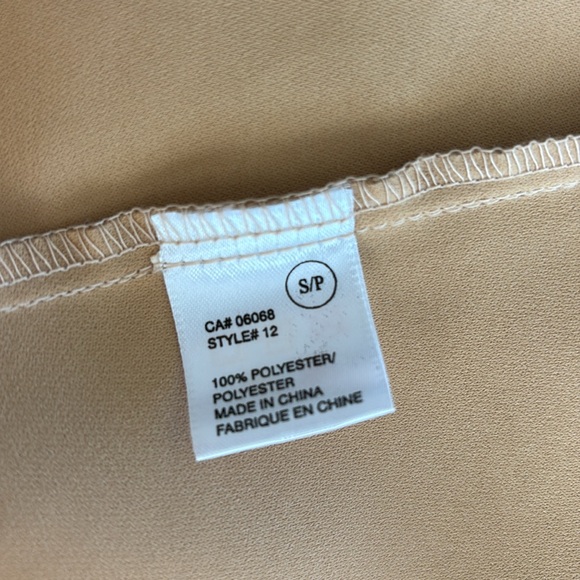 S/P
CA# 06068
STYLE# 12
100% POLYESTER/
POLYESTER
MADE IN CHINA
FABRIQUE EN CHINE